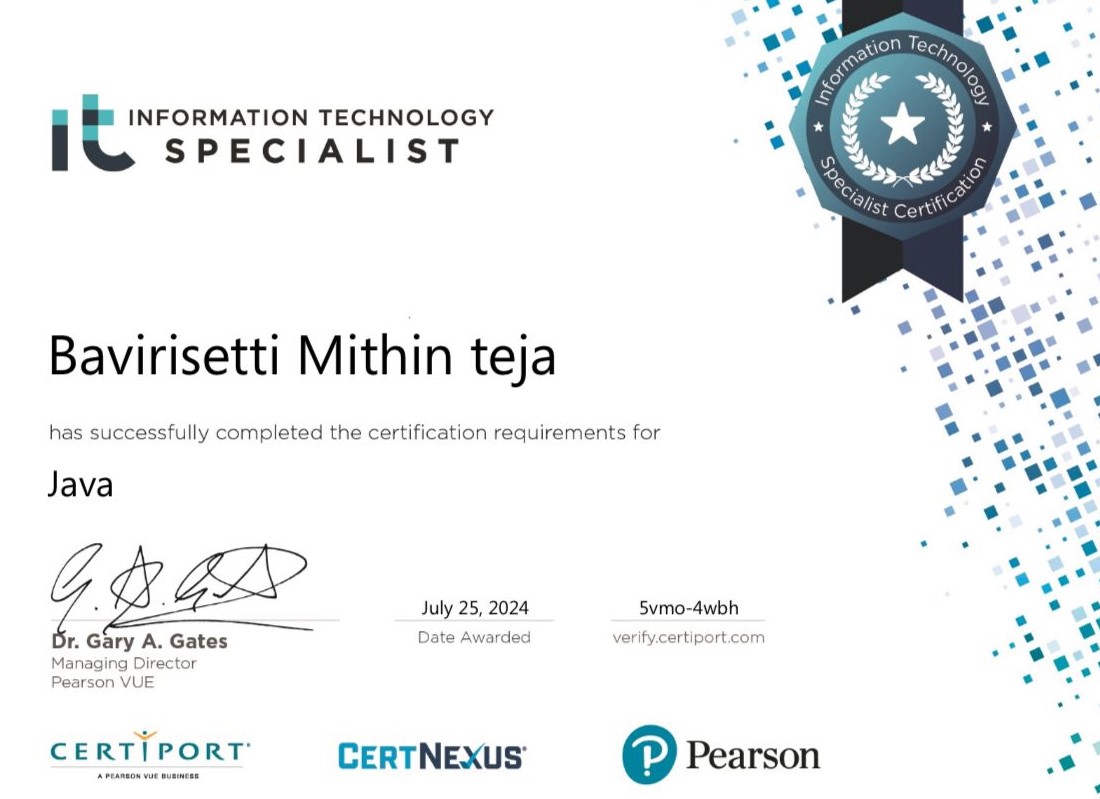 it INFORMATION TECHNOLOGY
SPECIALIST
Information Technology
Specialist Certification
Bavirisetti Mithin teja
has successfully completed the certification requirements for
Java
G. A. Gates
July 25, 2024
5vmo-4wbh
Dr. Gary A. Gates
Date Awarded
verify.certiport.com
Managing Director
Pearson VUE
CERTIPORT
A PEARSON VUE BUSINESS
CERTNEXUS
P Pearson